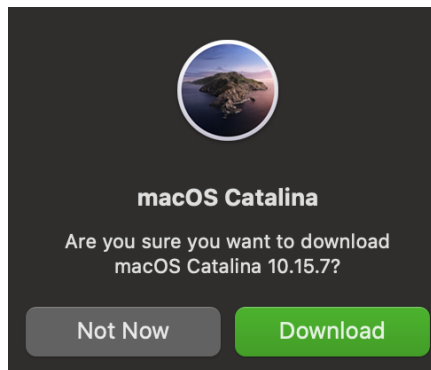 macOS Catalina
Are you sure you want to download
macOS Catalina 10.15.7?
Not Now
Download